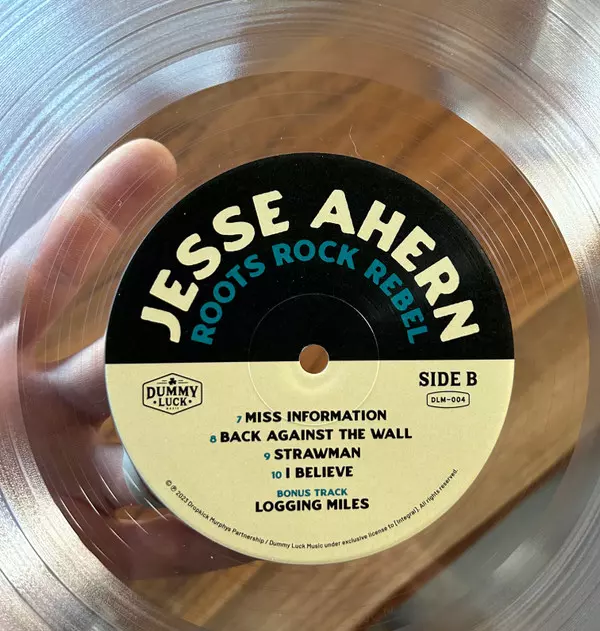 JESSE AHERN
ROOTS ROCK REBEL
DUMMY
LUCK
MUSIC
SIDE B
DLM-004
7 MISS INFORMATION
8 BACK AGAINST THE WALL
9 STRAWMAN
10 I BELIEVE
BONUS TRACK
LOGGING MILES
© ℗ 2023 Dropkick Murphys Partnership / Dummy Luck Music under exclusive license to [Integral]. All rights reserved.